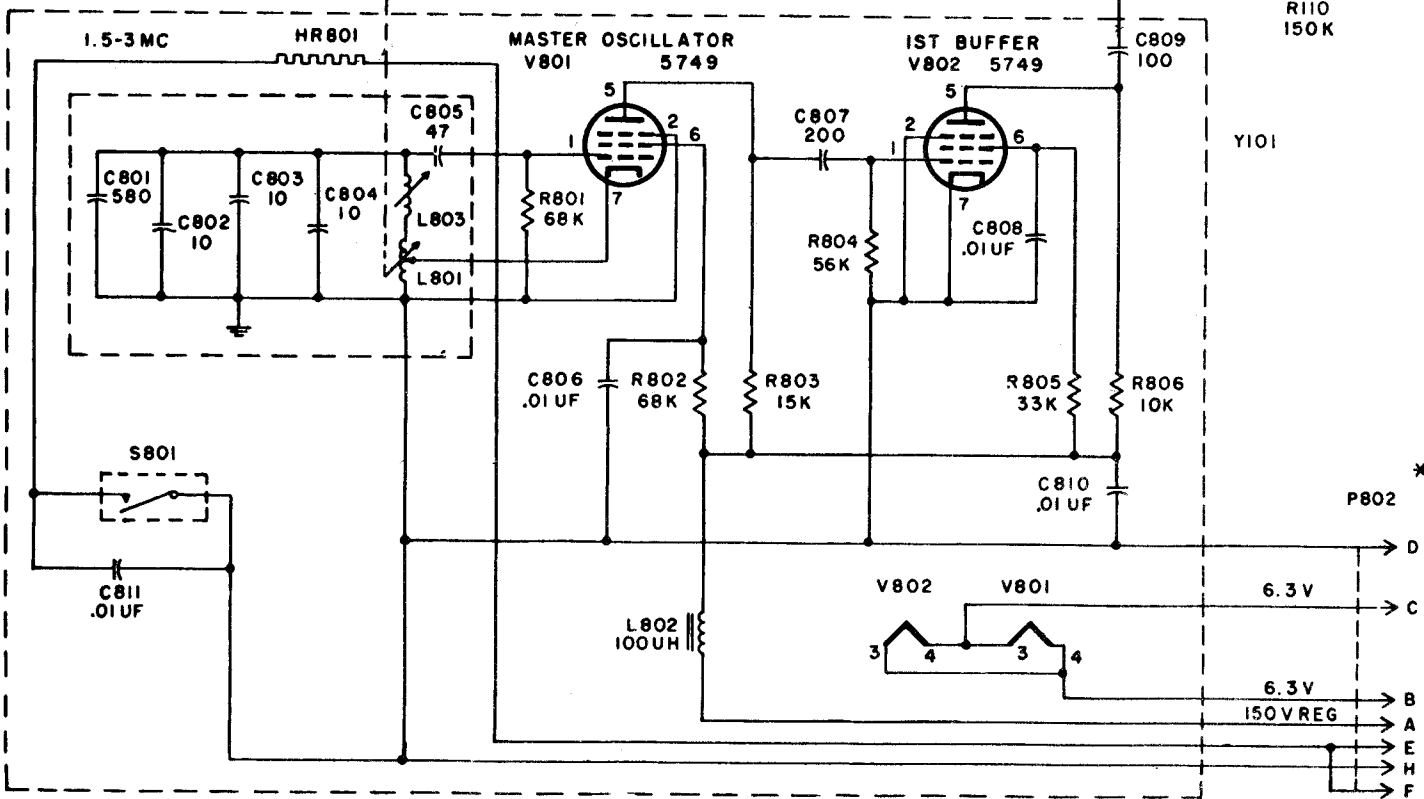 R110
150K
1.5-3MC
HR801
MASTER OSCILLATOR
V801 5749
1ST BUFFER
V802 5749
C809
100
5
5
C805
47
2
6
C807
200
2
6
Y101
1
1
C801
580
C803
10
C804
10
R801
68K
7
7
C802
10
L803
C808
.01UF
R804
56K
L801
C806
.01UF
R802
68K
R803
15K
R805
33K
R806
10K
S801
*
C810
.01UF
P802
D
C811
.01UF
V802
V801
6.3V
C
L802
100UH
3
4
3
4
6.3V
B
150V REG
A
E
H
F